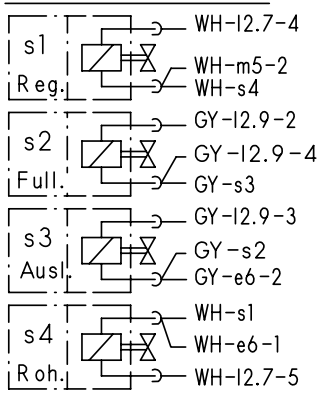 s1
Reg.
WH-12.7-4
WH-m5-2
WH-s4
s2
Full.
GY-12.9-2
GY-12.9-4
GY-s3
s3
Ausl.
GY-12.9-3
GY-s2
GY-e6-2
s4
Roh.
WH-s1
WH-e6-1
WH-12.7-5